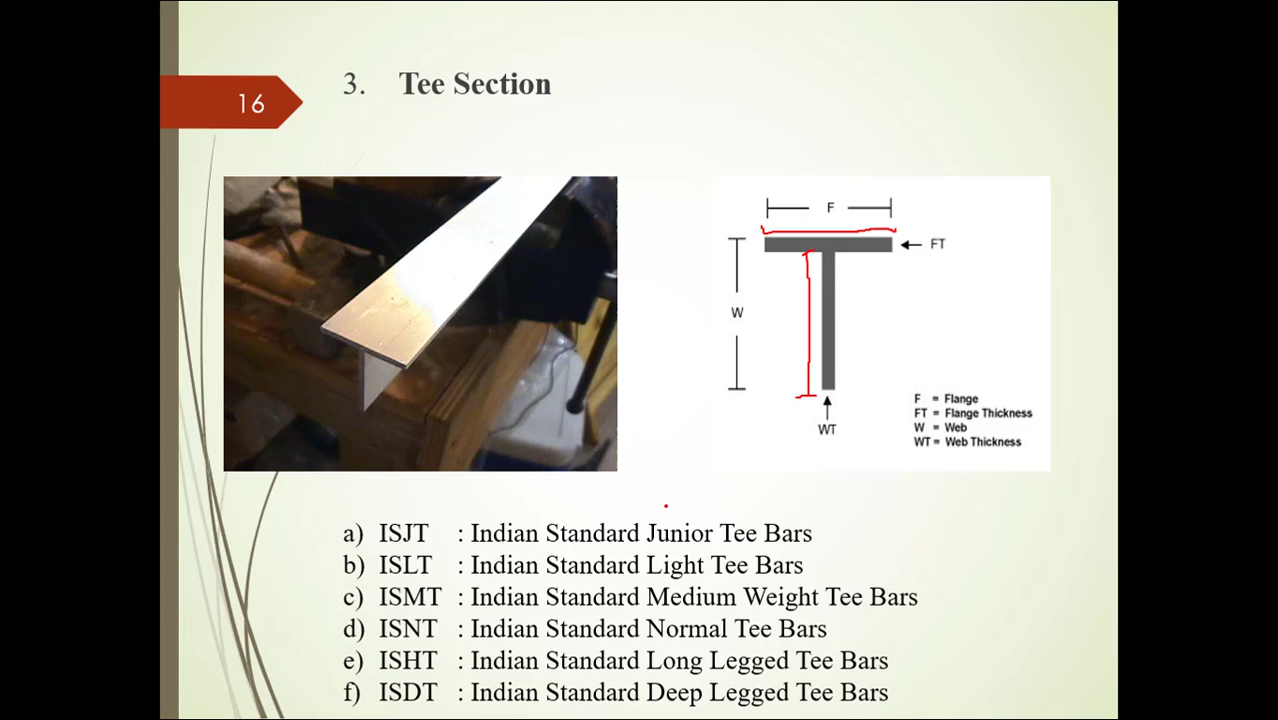 16
3. Tee Section
F
FT
W
WT
F = Flange
FT = Flange Thickness
W = Web
WT = Web Thickness
a) ISJT : Indian Standard Junior Tee Bars
b) ISLT : Indian Standard Light Tee Bars
c) ISMT : Indian Standard Medium Weight Tee Bars
d) ISNT : Indian Standard Normal Tee Bars
e) ISHT : Indian Standard Long Legged Tee Bars
f) ISDT : Indian Standard Deep Legged Tee Bars